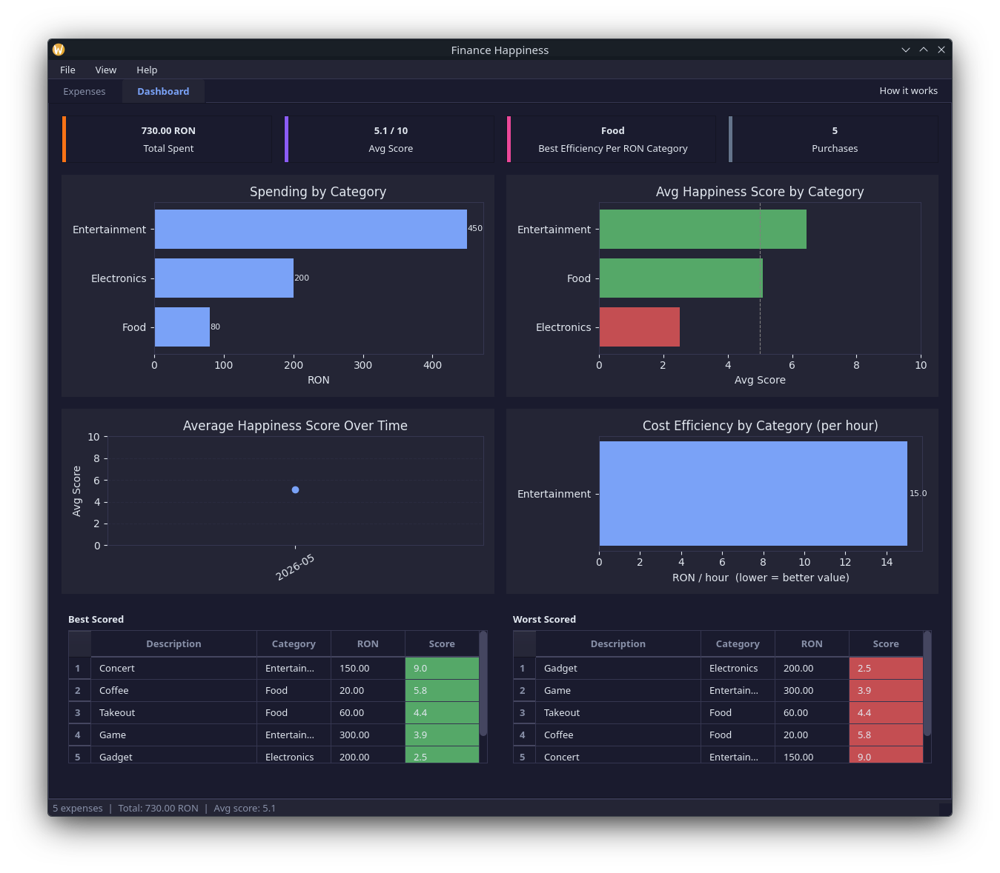 Finance Happiness
File View Help
Expenses Dashboard How it works
730.00 RON
Total Spent
5.1 / 10
Avg Score
Food
Best Efficiency Per RON Category
5
Purchases
Spending by Category
Entertainment 450
Electronics 200
Food 80
0 100 200 300 400
RON
Avg Happiness Score by Category
Entertainment
Food
Electronics
0 2 4 6 8 10
Avg Score
Average Happiness Score Over Time
10
8
6
4
2
0
Avg Score
2026-05
Cost Efficiency by Category (per hour)
Entertainment 15.0
0 2 4 6 8 10 12 14
RON / hour (lower = better value)
Best Scored
Description Category RON Score
1 Concert Entertain... 150.00 9.0
2 Coffee Food 20.00 5.8
3 Takeout Food 60.00 4.4
4 Game Entertain... 300.00 3.9
5 Gadget Electronics 200.00 2.5
Worst Scored
Description Category RON Score
1 Gadget Electronics 200.00 2.5
2 Game Entertain... 300.00 3.9
3 Takeout Food 60.00 4.4
4 Coffee Food 20.00 5.8
5 Concert Entertain... 150.00 9.0
5 expenses | Total: 730.00 RON | Avg score: 5.1